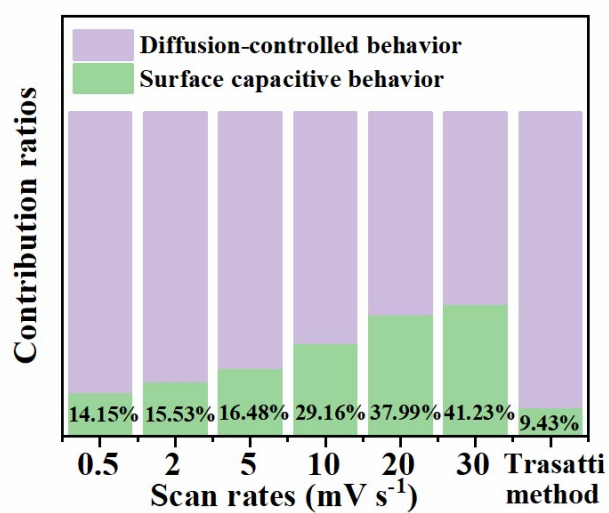 Diffusion-controlled behavior
Surface capacitive behavior
Contribution ratios
14.15% 15.53% 16.48% 29.16% 37.99% 41.23% 9.43%
0.5 2 5 10 20 30 Trasatti method
Scan rates (mV s⁻¹)